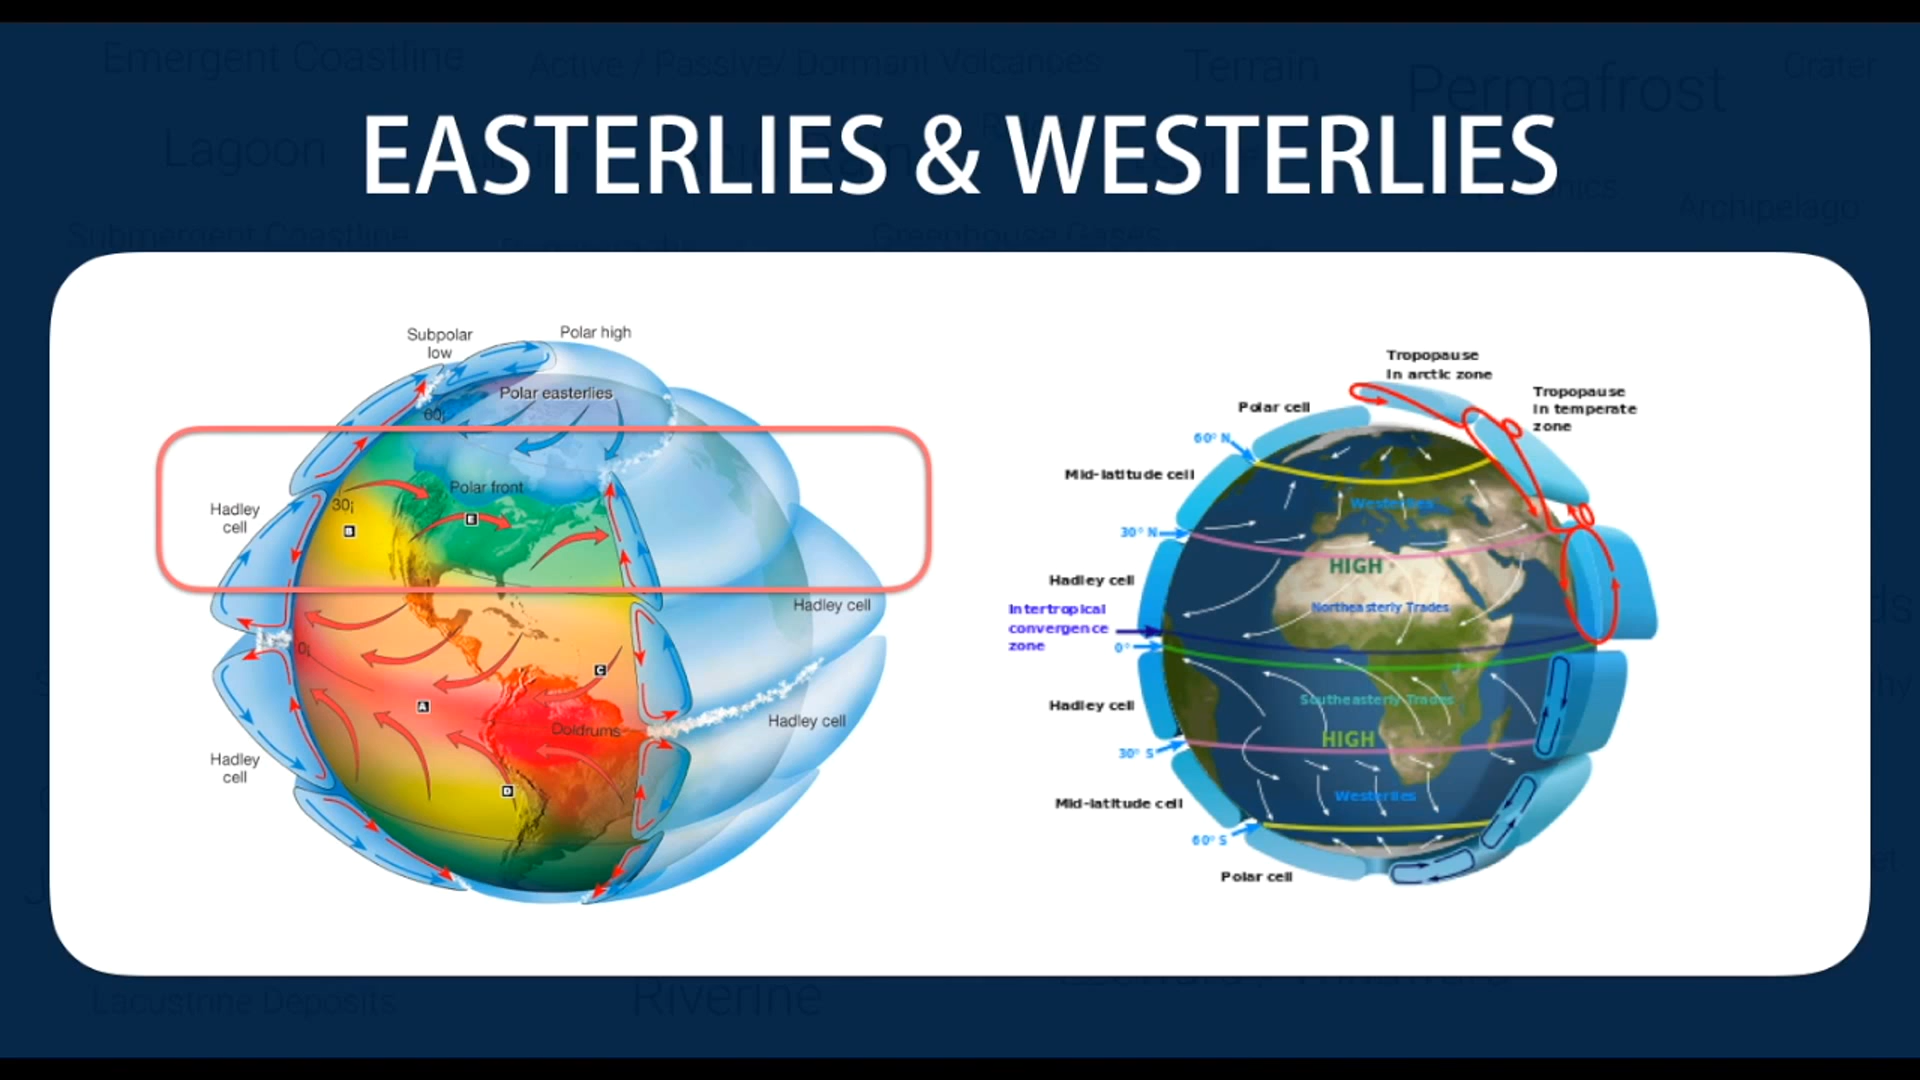 Emergent Coastline
Active / Passive/ Dormant Volcanoes
Terrain
Permafrost
Crater
Lagoon
EASTERLIES & WESTERLIES
Archipelago
Submergent Coastline
Greenhouse Gases
Subpolar
low
Polar high
Polar easterlies
60¡
Polar front
30¡
Hadley
cell
B
E
Hadley cell
0¡
C
A
Doldrums
Hadley cell
Hadley
cell
D
Tropopause
in arctic zone
Tropopause
in temperate
zone
Polar cell
60° N
Mid-latitude cell
Westerlies
30° N
HIGH
Hadley cell
Northeasterly Trades
Intertropical
convergence
zone
0°
Southeasterly Trades
Hadley cell
HIGH
30° S
Westerlies
Mid-latitude cell
60° S
Polar cell
Lacustrine Deposits
Riverine